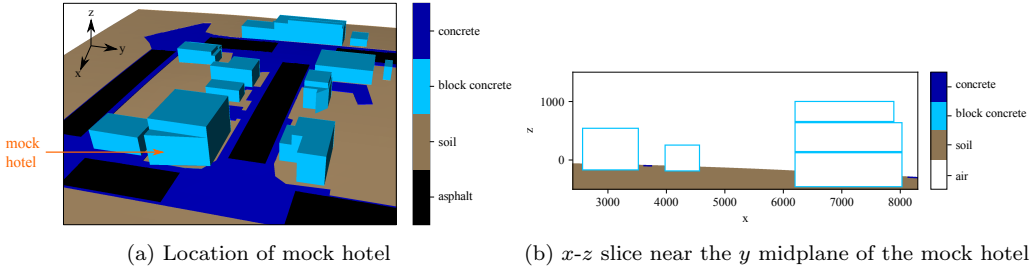 z
y
x
mock
hotel
concrete
block concrete
soil
asphalt
(a) Location of mock hotel
1000
0
z
3000 4000 5000 6000 7000 8000
x
concrete
block concrete
soil
air
(b) x-z slice near the y midplane of the mock hotel